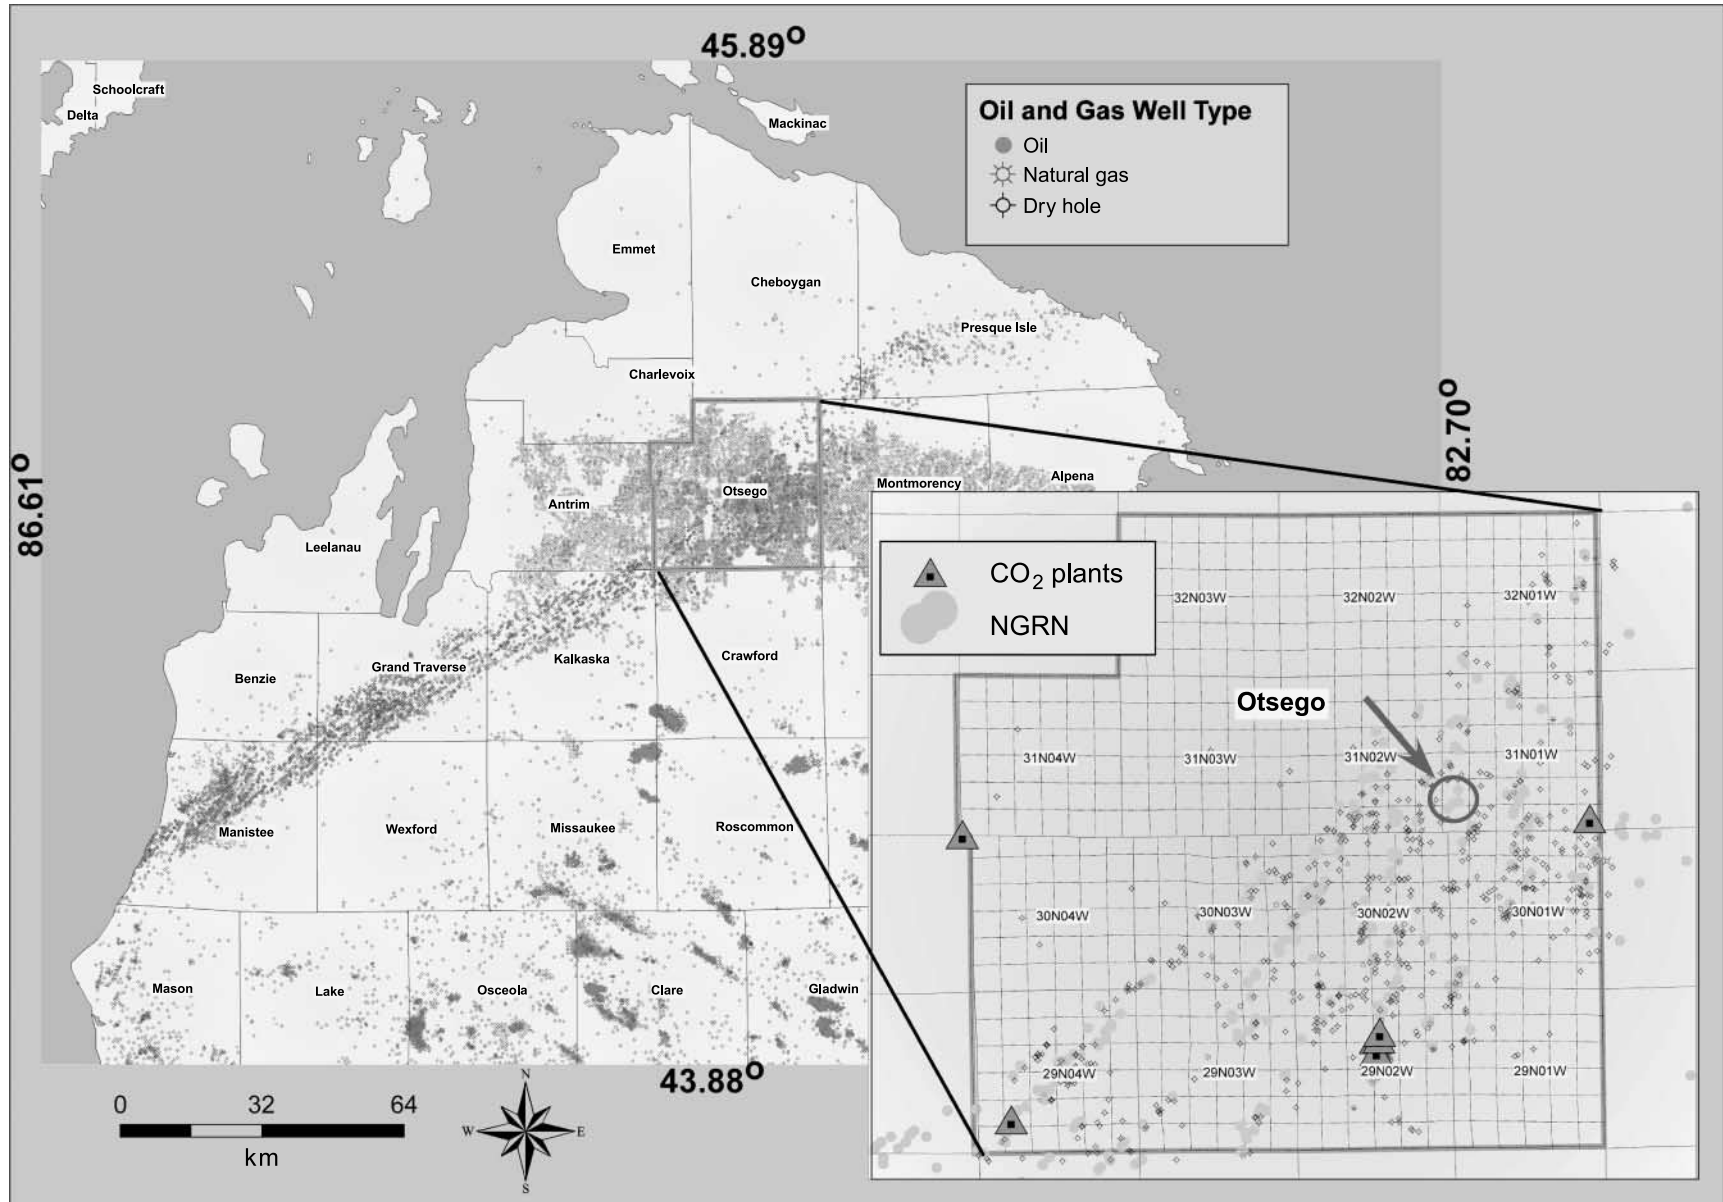 45.89°
Schoolcraft
Delta
Mackinac
Oil and Gas Well Type
Oil
Natural gas
Dry hole
Emmet
Cheboygan
Presque Isle
Charlevoix
82.70°
86.61°
Alpena
Montmorency
Otsego
Antrim
Leelanau
CO2 plants
NGRN
32N03W
32N02W
32N01W
Otsego
31N04W
31N03W
31N02W
31N01W
30N04W
30N03W
30N02W
30N01W
29N04W
29N03W
29N02W
29N01W
Crawford
Kalkaska
Grand Traverse
Benzie
Manistee
Wexford
Missaukee
Roscommon
Mason
Lake
Osceola
Clare
Gladwin
43.88°
0 32 64
km
N
W E
S